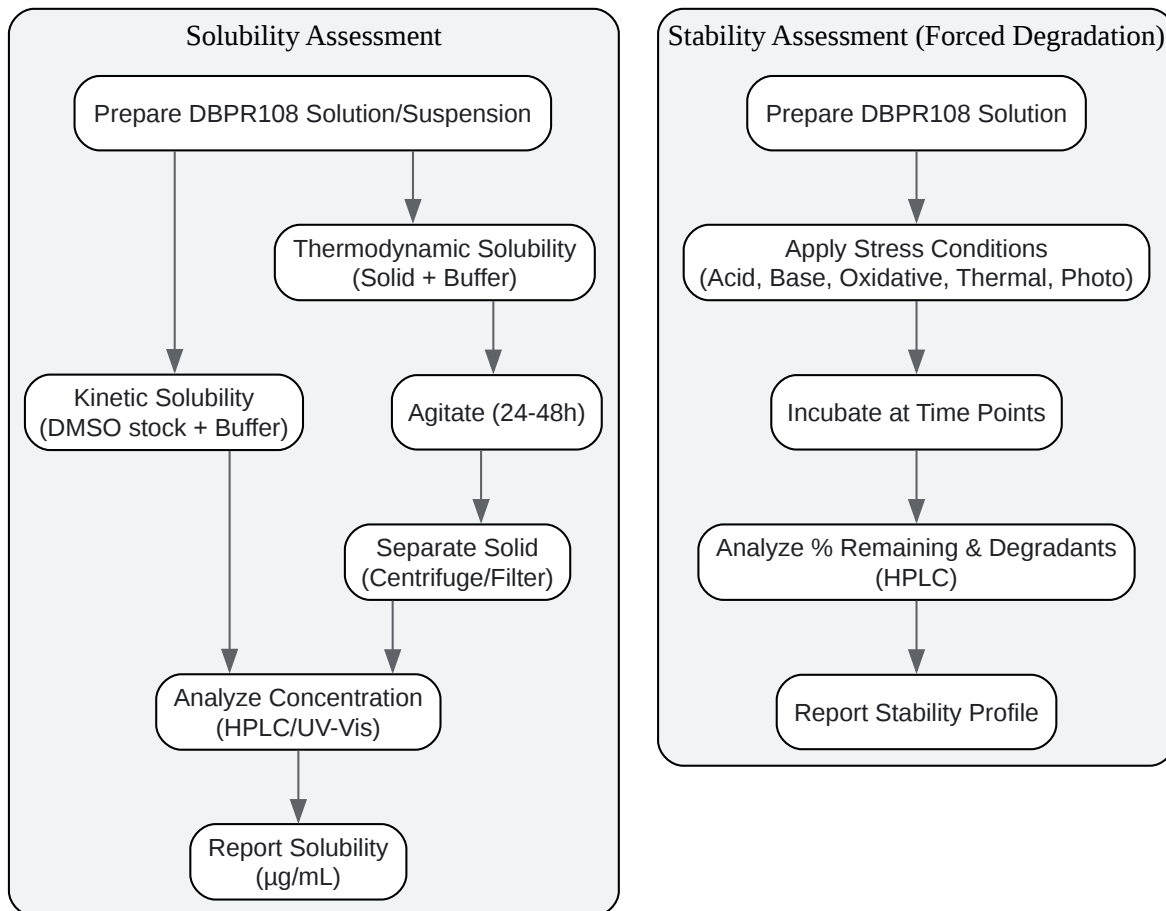 Solubility Assessment
Prepare DBPR108 Solution/Suspension
Thermodynamic Solubility
(Solid + Buffer)
Kinetic Solubility
(DMSO stock + Buffer)
Agitate (24-48h)
Separate Solid
(Centrifuge/Filter)
Analyze Concentration
(HPLC/UV-Vis)
Report Solubility
(µg/mL)
Stability Assessment (Forced Degradation)
Prepare DBPR108 Solution
Apply Stress Conditions
(Acid, Base, Oxidative, Thermal, Photo)
Incubate at Time Points
Analyze % Remaining & Degradants
(HPLC)
Report Stability Profile